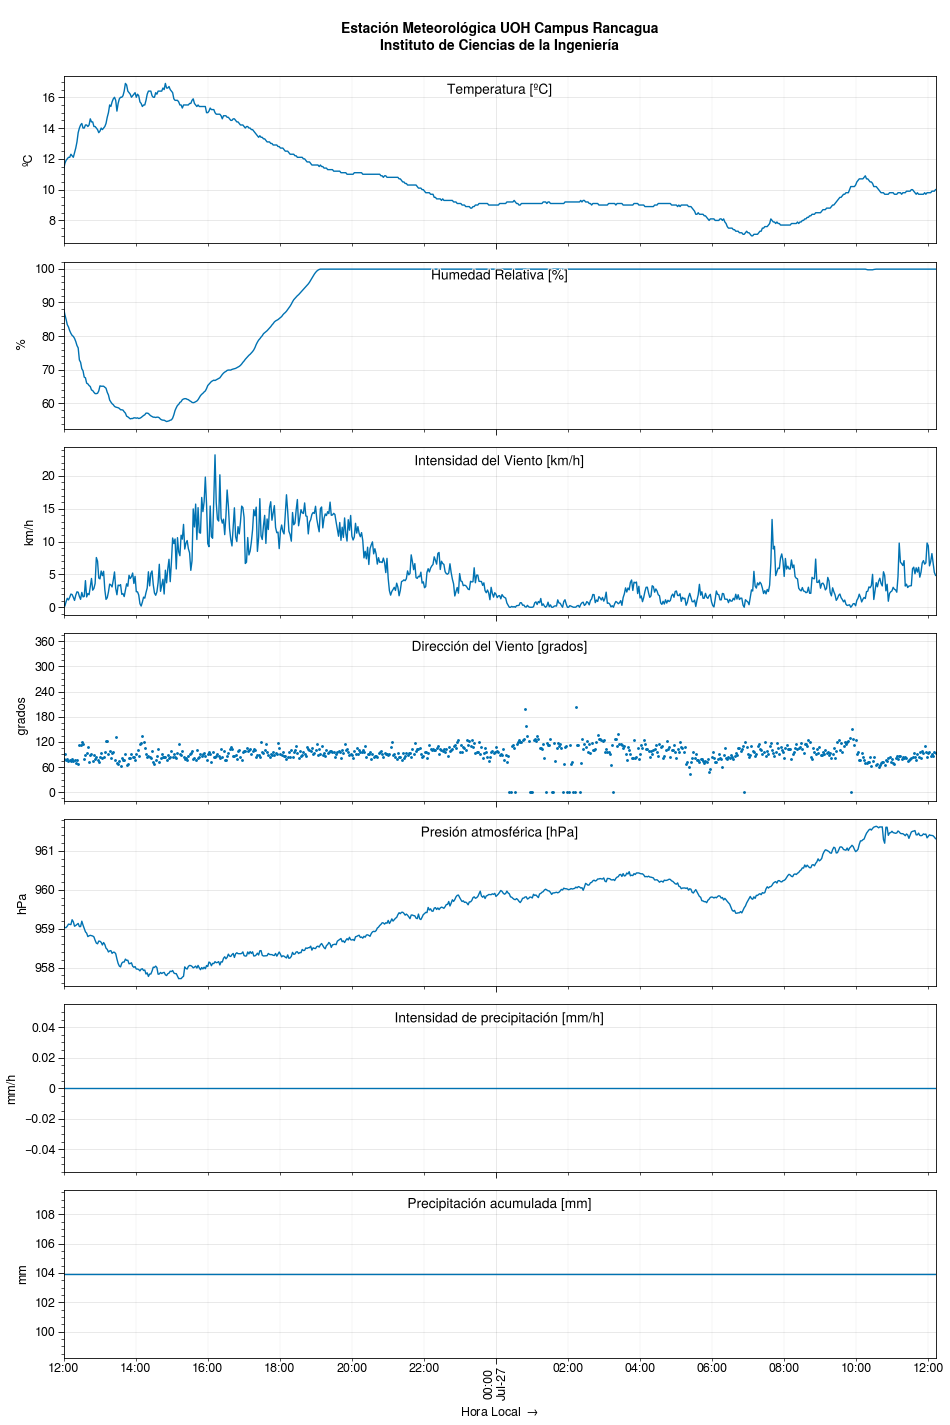 Estación Meteorológica UOH Campus Rancagua
Instituto de Ciencias de la Ingeniería
Temperatura [ºC]
16
14
12
10
8
ºC
Humedad Relativa [%]
100
90
80
70
60
%
Intensidad del Viento [km/h]
20
15
10
5
0
km/h
Dirección del Viento [grados]
360
300
240
180
120
60
0
grados
Presión atmosférica [hPa]
961
960
959
958
hPa
Intensidad de precipitación [mm/h]
0.04
0.02
0
−0.02
−0.04
mm/h
Precipitación acumulada [mm]
108
106
104
102
100
mm
12:00 14:00 16:00 18:00 20:00 22:00 00:00 02:00 04:00 06:00 08:00 10:00 12:00
Jul-27
Hora Local →